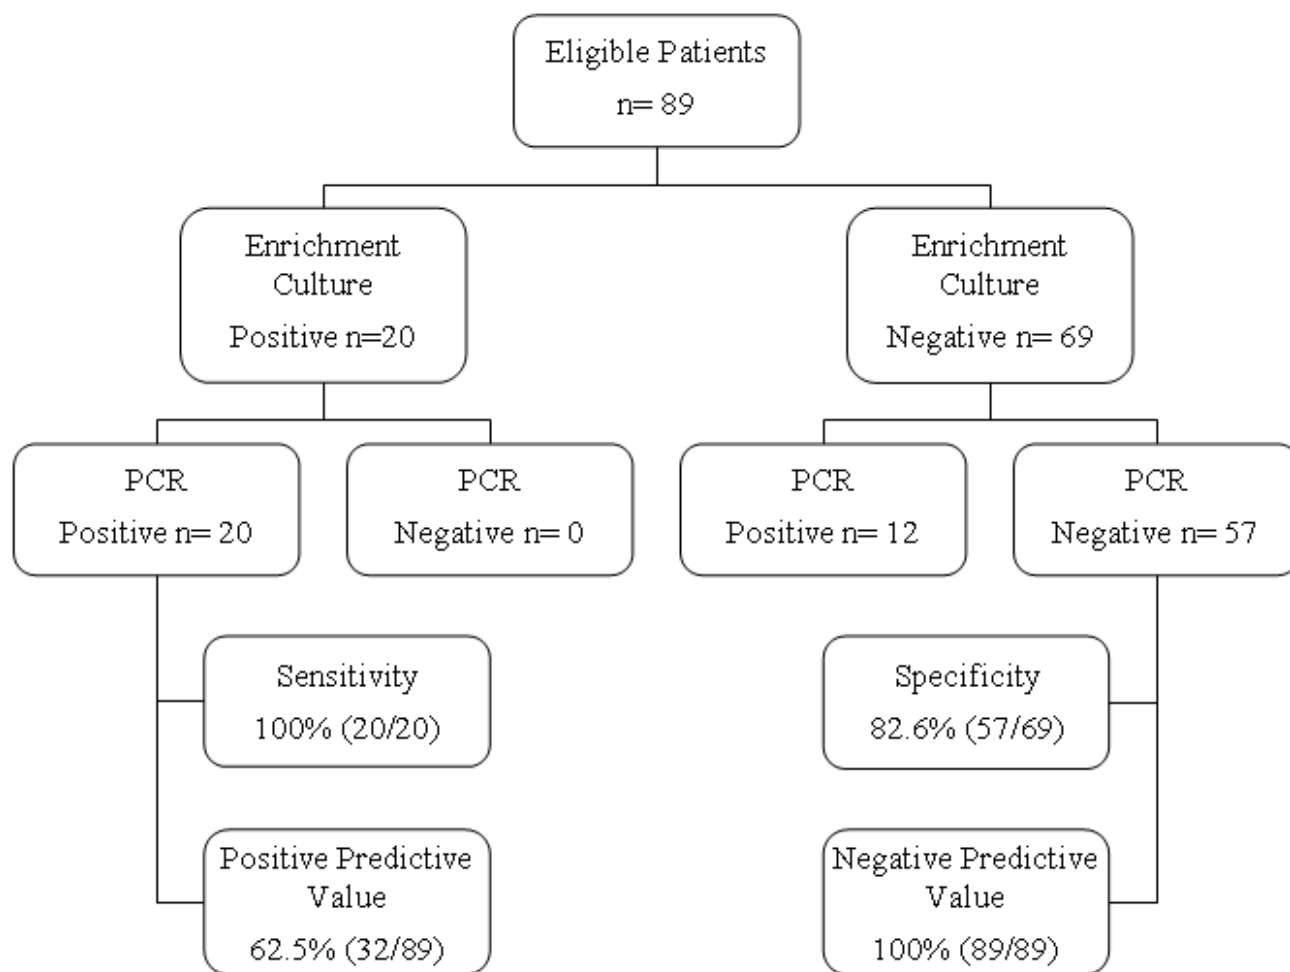 Eligible Patients
n= 89
Enrichment
Culture
Positive n=20
Enrichment
Culture
Negative n= 69
PCR
Positive n= 20
PCR
Negative n= 0
PCR
Positive n= 12
PCR
Negative n= 57
Sensitivity
100% (20/20)
Specificity
82.6% (57/69)
Positive Predictive
Value
62.5% (32/89)
Negative Predictive
Value
100% (89/89)